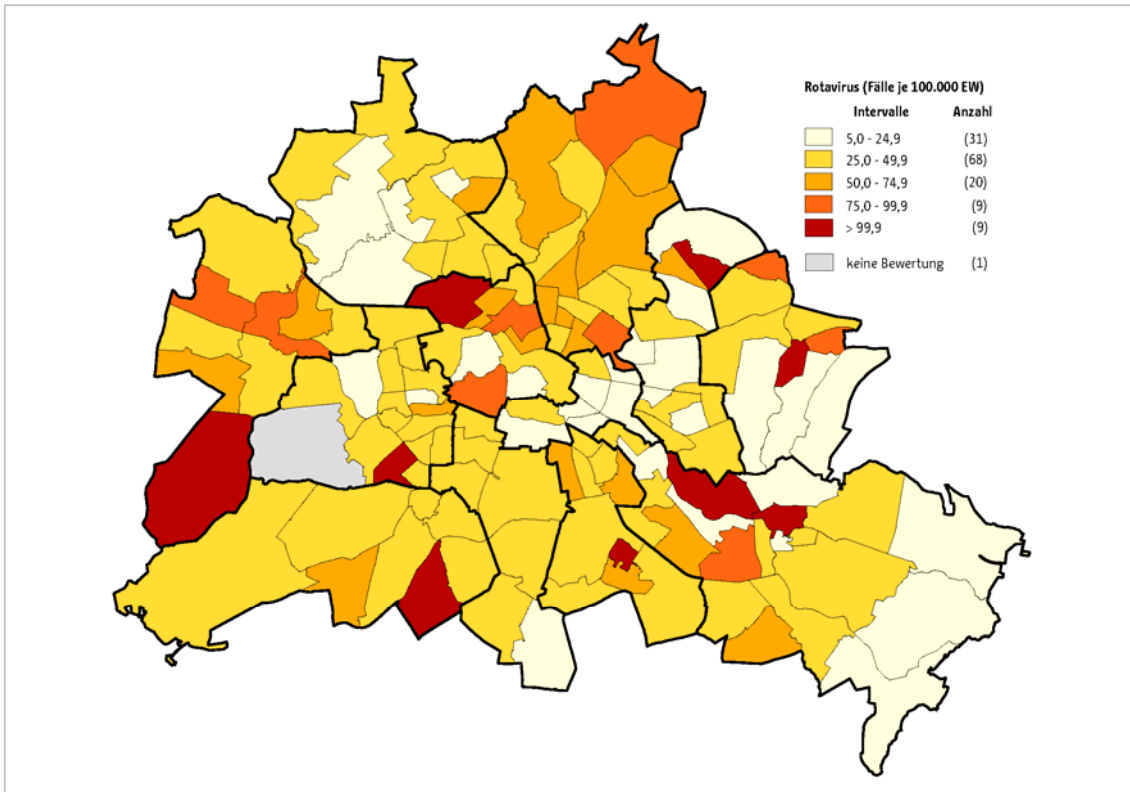 Rotavirus (Fälle je 100.000 EW)
Intervalle Anzahl
5,0 - 24,9 (31)
25,0 - 49,9 (68)
50,0 - 74,9 (20)
75,0 - 99,9 (9)
> 99,9 (9)
keine Bewertung (1)